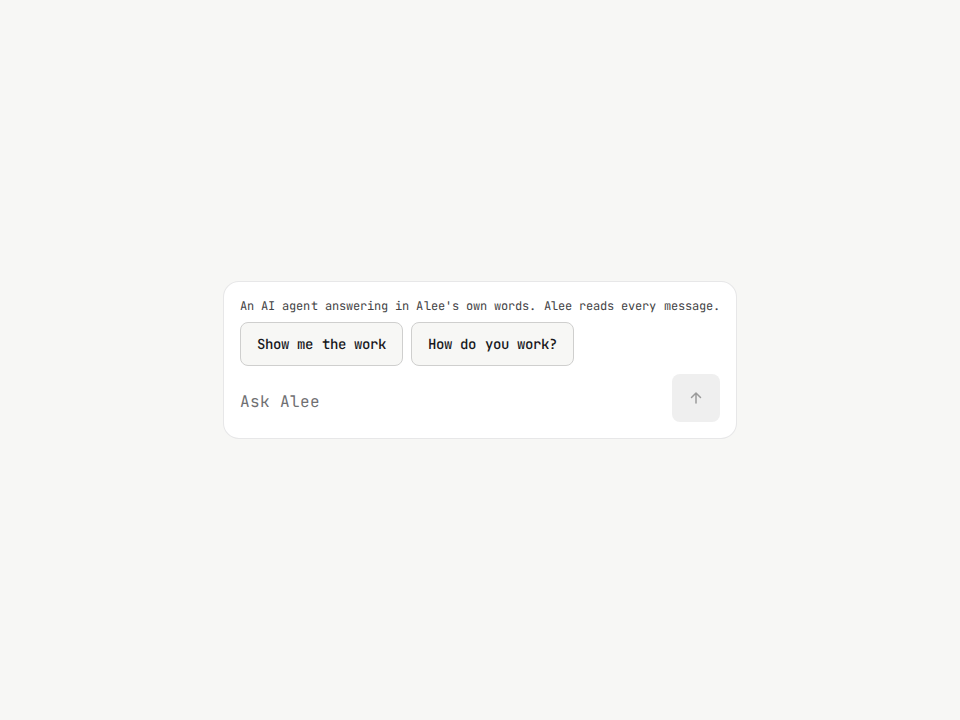 An AI agent answering in Alee's own words. Alee reads every message.
Show me the work
How do you work?
Ask Alee